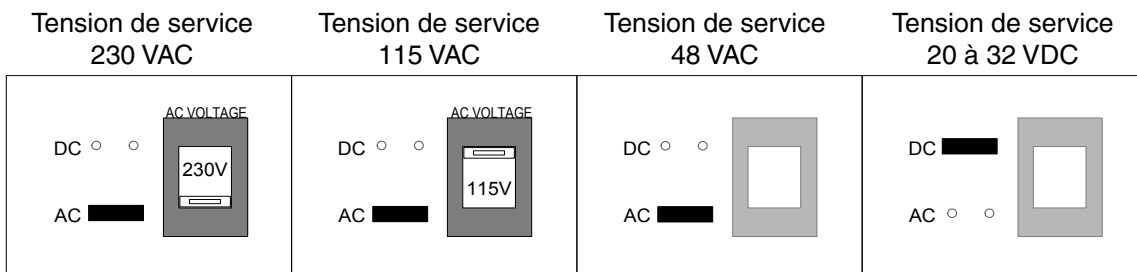 Tension de service
230 VAC
Tension de service
115 VAC
Tension de service
48 VAC
Tension de service
20 à 32 VDC
AC VOLTAGE
DC
230V
AC
AC VOLTAGE
DC
115V
AC
DC
AC
DC
AC